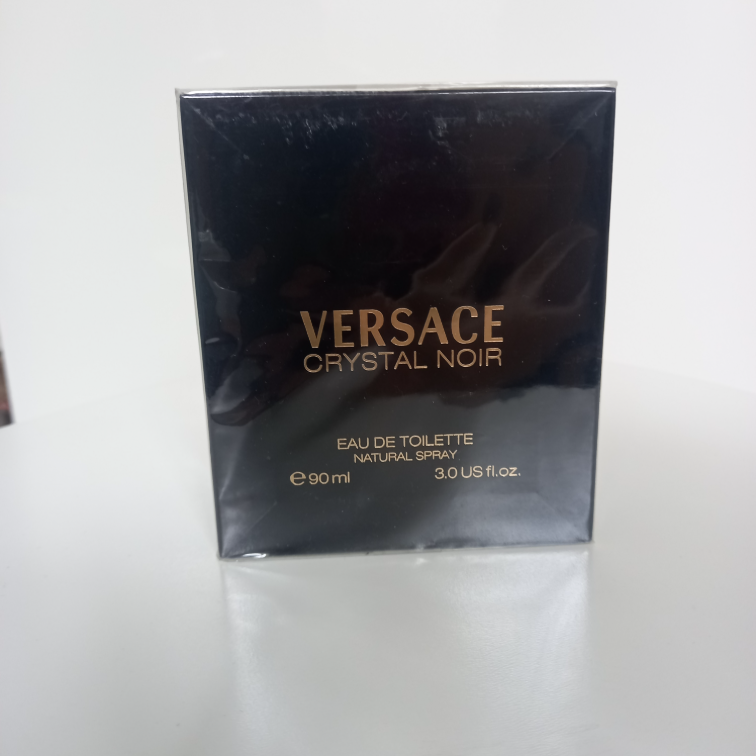 VERSACE
CRYSTAL NOIR
EAU DE TOILETTE
NATURAL SPRAY
℮ 90 ml 3.0 US fl.oz.